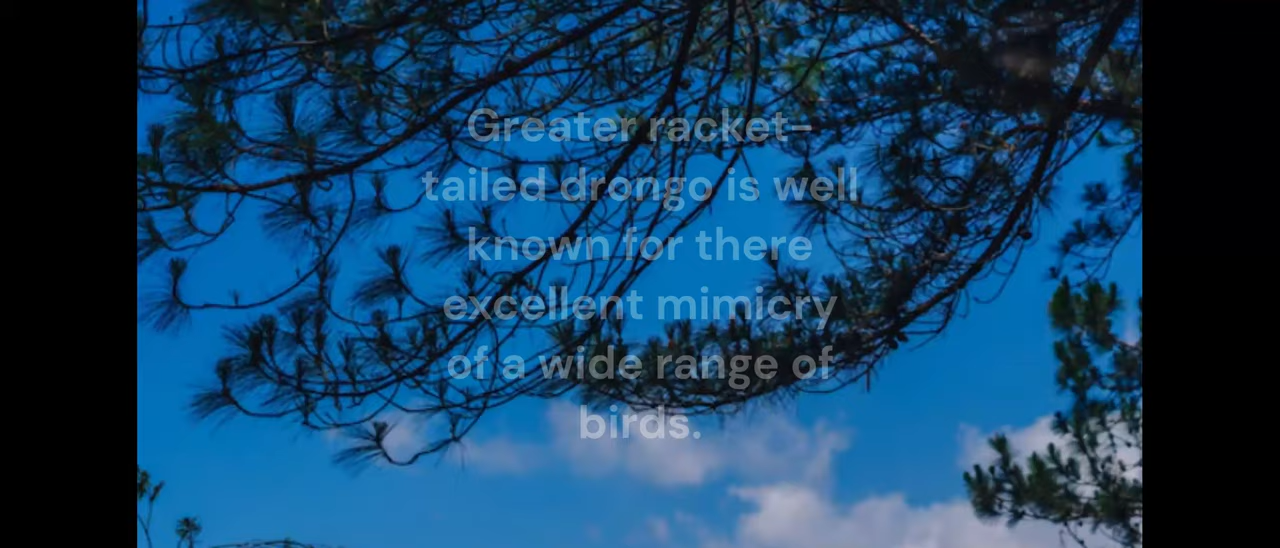 Greater racket-
tailed drongo is well
known for there
excellent mimicry
of a wide range of
birds.